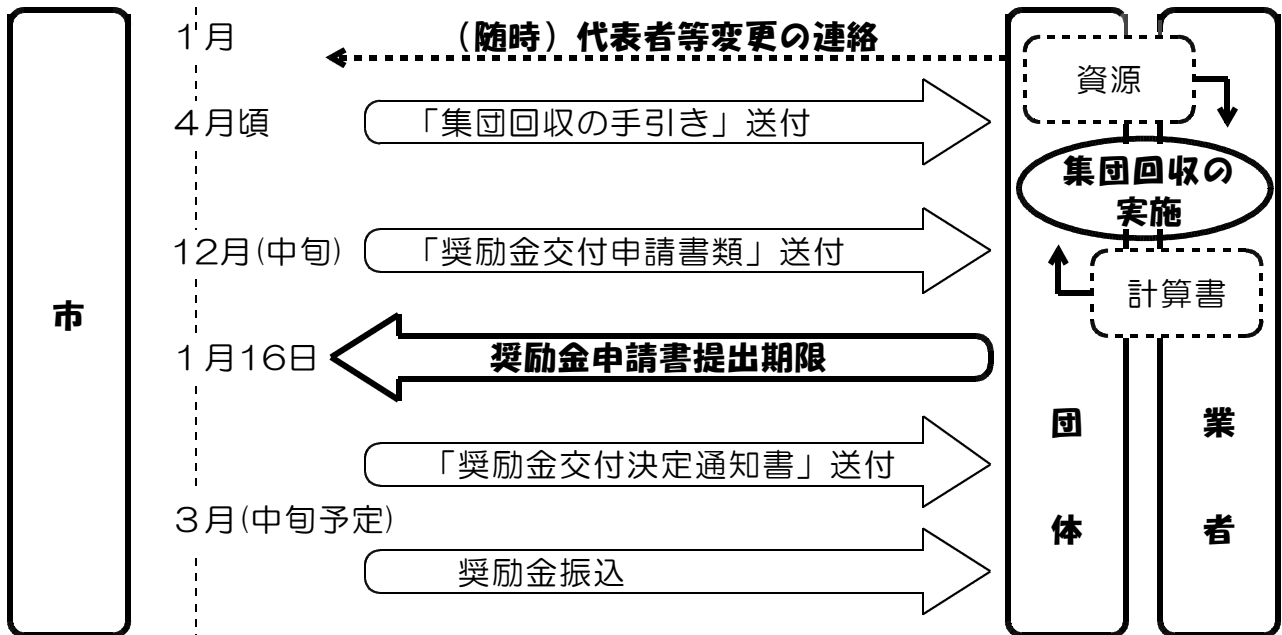 1月
(随時)代表者等変更の連絡
資源
4月頃
「集団回収の手引き」送付
集団回収の
実施
12月(中旬)
「奨励金交付申請書類」送付
計算書
市
1月16日
奨励金申請書提出期限
団体
業者
「奨励金交付決定通知書」送付
3月(中旬予定)
奨励金振込